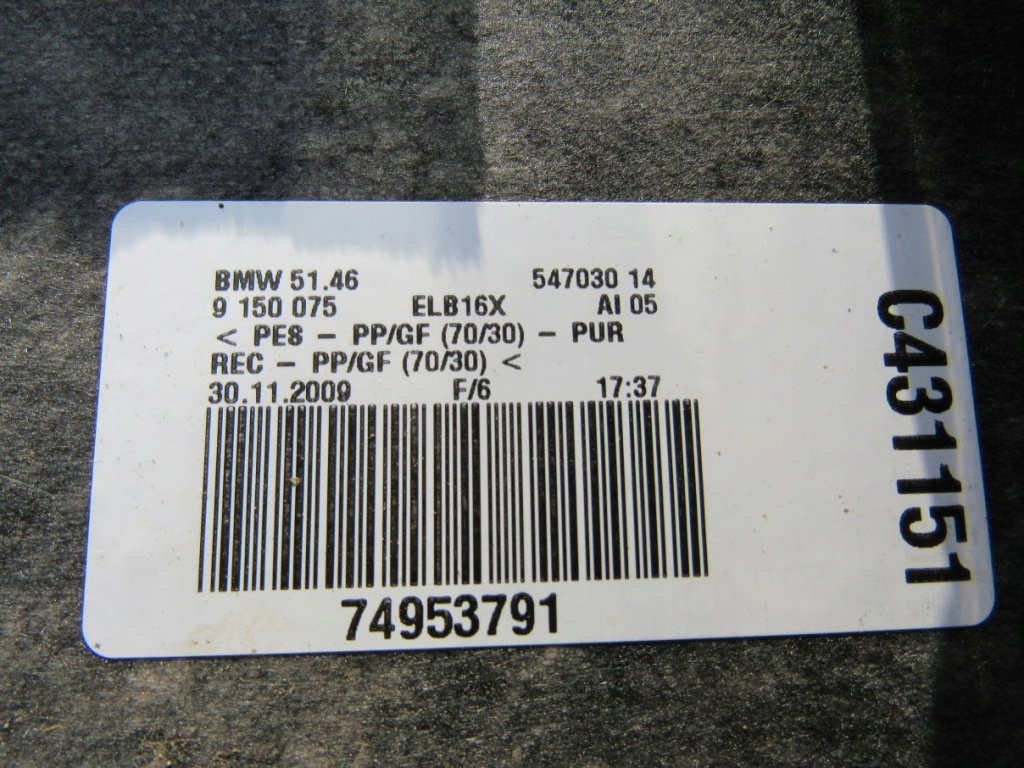 BMW 51.46 547030 14
9 150 075 ELB16X AI 05
< PES - PP/GF (70/30) - PUR
REC - PP/GF (70/30) <
30.11.2009 F/6 17:37
74953791
C431151